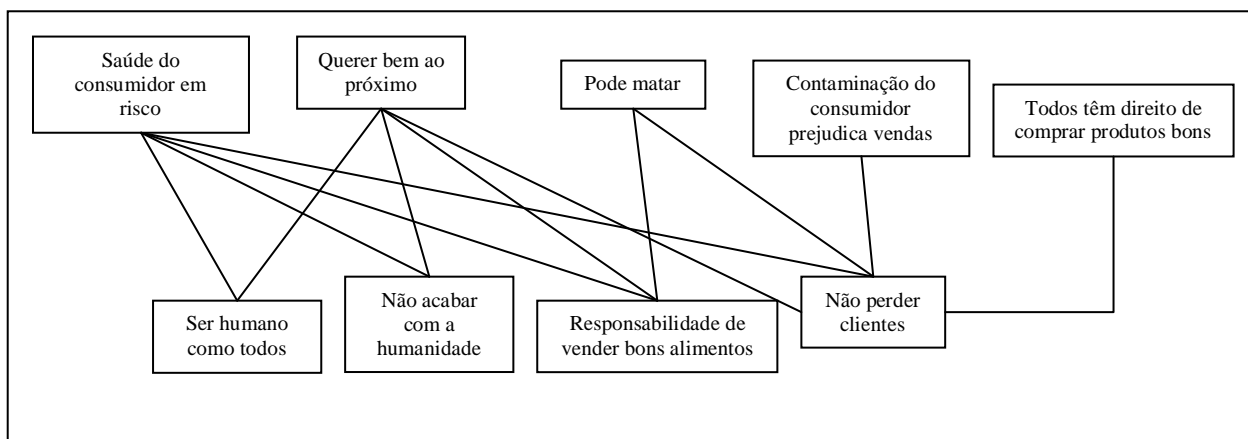 Saúde do
consumidor em
risco
Querer bem ao
próximo
Pode matar
Contaminação do
consumidor
prejudica vendas
Todos têm direito de
comprar produtos bons
Ser humano
como todos
Não acabar
com a
humanidade
Responsabilidade de
vender bons alimentos
Não perder
clientes